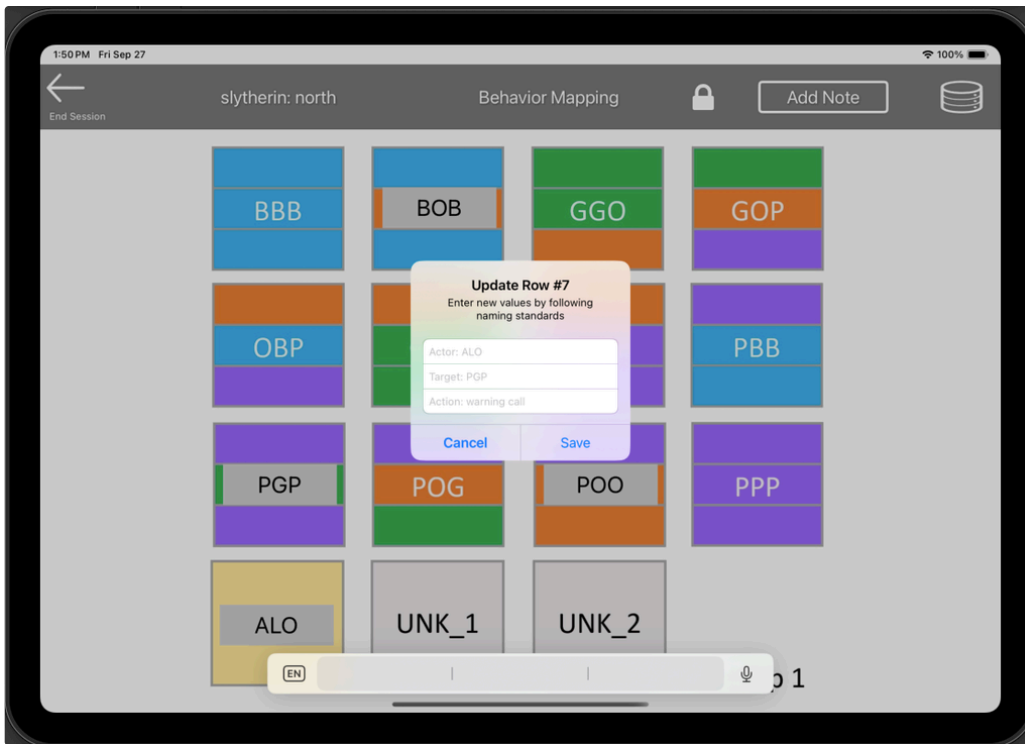 1:50 PM Fri Sep 27
100%
End Session
slytherin: north
Behavior Mapping
Add Note
BBB
BOB
GGO
GOP
OBP
PBB
Update Row #7
Enter new values by following
naming standards
Actor: ALO
Target: PGP
Action: warning call
Cancel
Save
PGP
POG
POO
PPP
ALO
UNK_1
UNK_2
EN
1